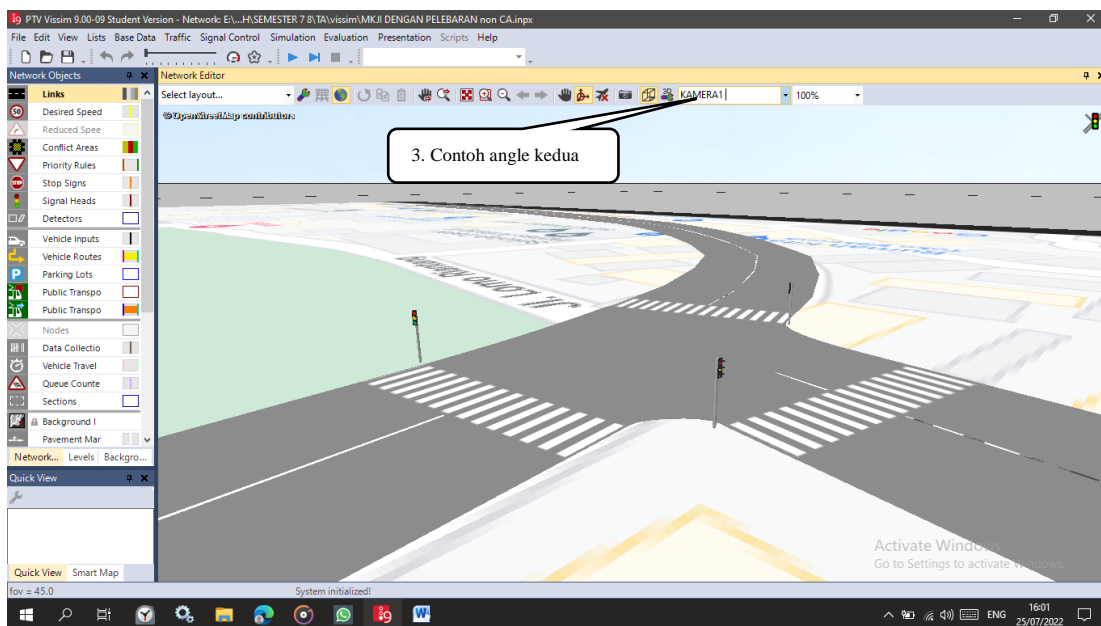 PTV Vissim 9.00-09 Student Version - Network: E:\...H\SEMESTER 7 8\TA\vissim\MKJI DENGAN PELEBARAN non CA.inpx
File Edit View Lists Base Data Traffic Signal Control Simulation Evaluation Presentation Scripts Help
Network Objects
Network Editor
Select layout...
KAMERA1
100%
Links
Desired Speed
Reduced Spee
Conflict Areas
Priority Rules
Stop Signs
Signal Heads
Detectors
Vehicle Inputs
Vehicle Routes
Parking Lots
Public Transpo
Public Transpo
Nodes
Data Collectio
Vehicle Travel
Queue Counte
Sections
Background I
Pavement Mar
Netwo... Levels Backgro...
Quick View
Quick View Smart Map
© OpenStreetMap contributors
3. Contoh angle kedua
Activate Windows
Go to Settings to activate Windows.
fov = 45.0
System initialized!
ENG
16:01
25/07/2022